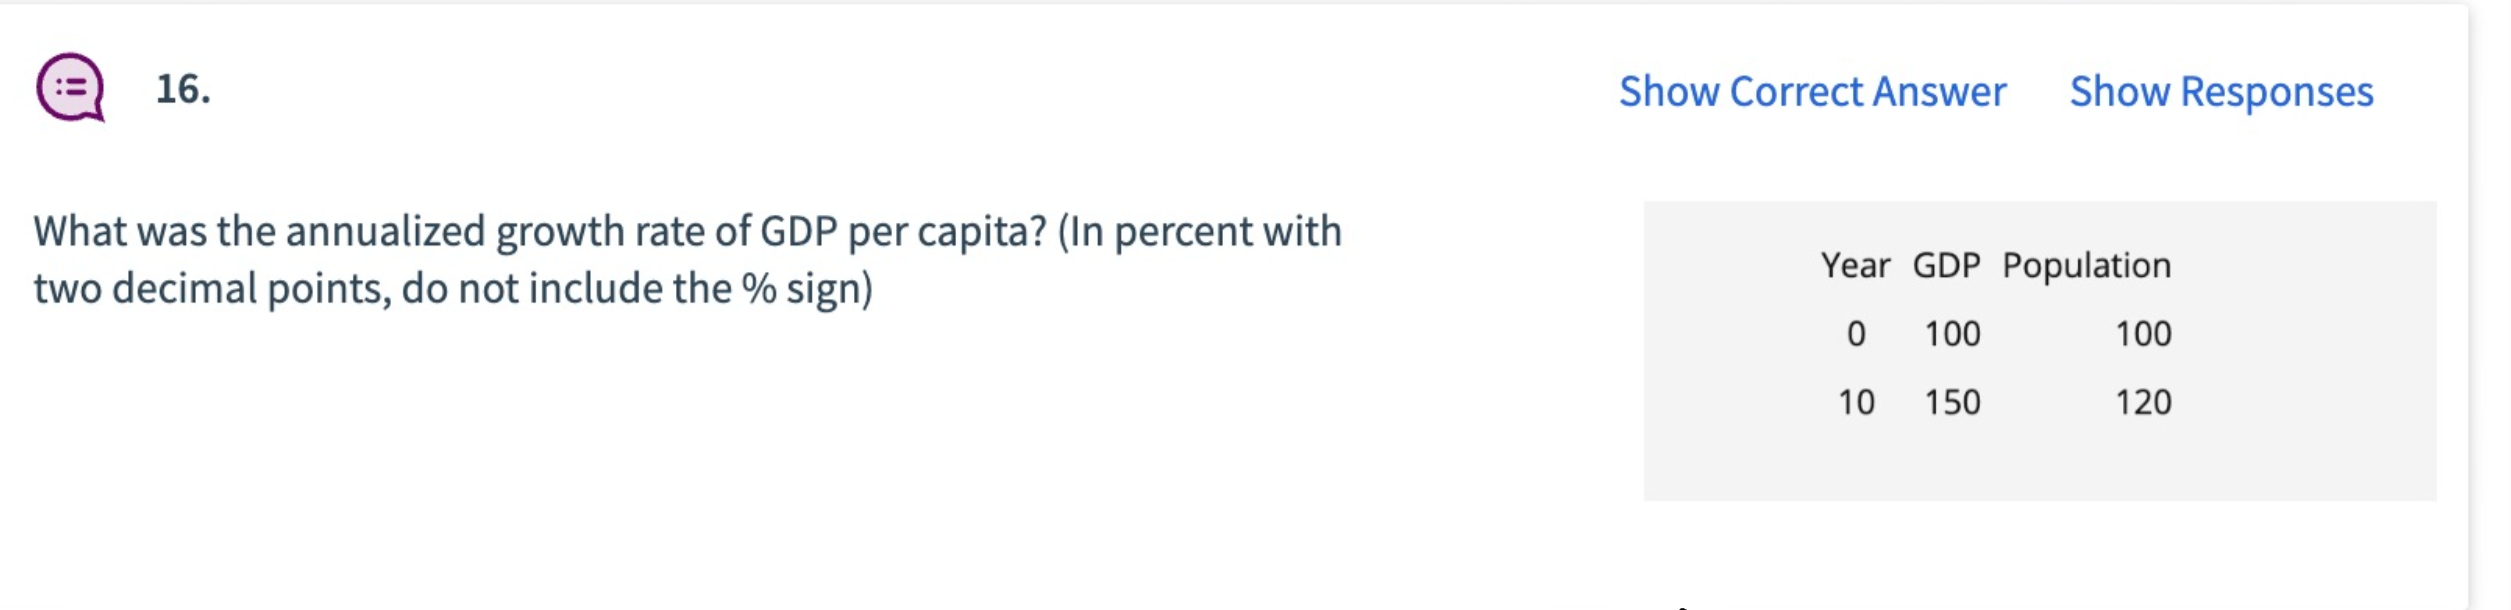 16.
Show Correct Answer Show Responses
What was the annualized growth rate of GDP per capita? (In percent with
two decimal points, do not include the % sign)
Year GDP Population
0 100 100
10 150 120